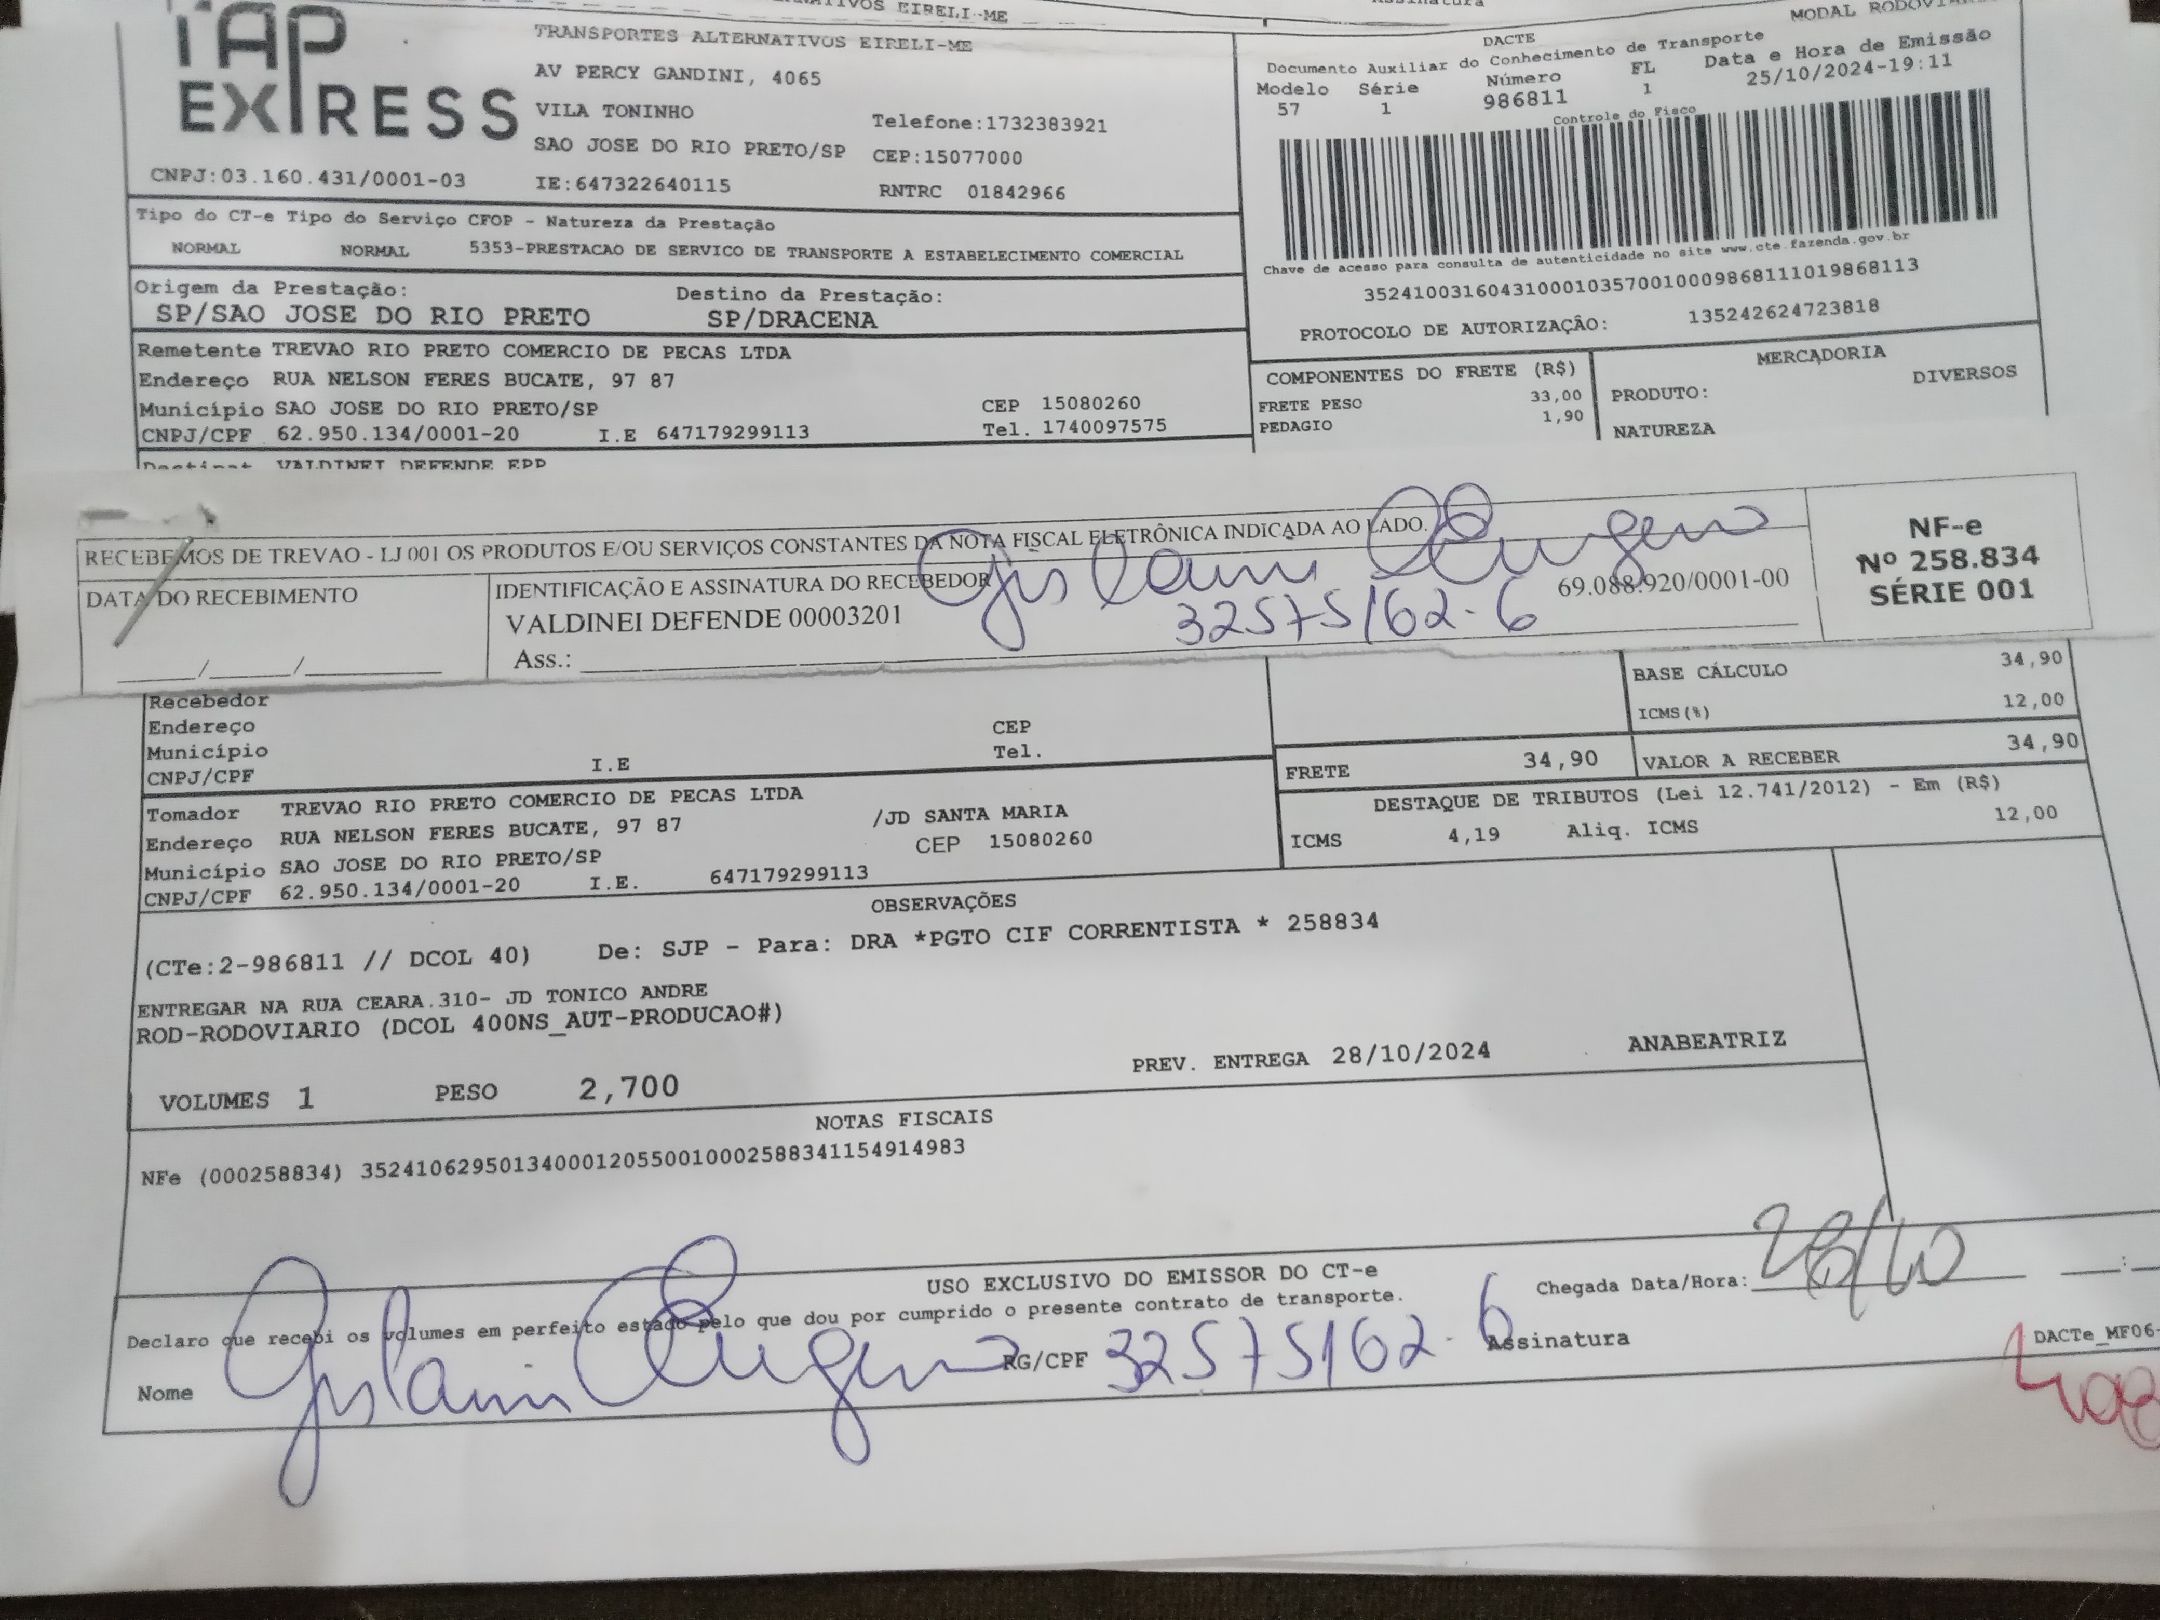 TAP EXPRESS
EIRELI-ME
TRANSPORTES ALTERNATIVOS EIRELI-ME
AV PERCY GANDINI, 4065
VILA TONINHO
Telefone:1732383921
SAO JOSE DO RIO PRETO/SP CEP:15077000
CNPJ:03.160.431/0001-03 IE:647322640115 RNTRC 01842966
MODAL
DACTE
Documento Auxiliar do Conhecimento de Transporte
Modelo Série Número FL Data e Hora de Emissão
57 1 986811 1 25/10/2024-19:11
Controle do Fisco
Chave de acesso para consulta de autenticidade no site www.cte.fazenda.gov.br
35241003160431000103570010009868111019868113
PROTOCOLO DE AUTORIZAÇÂO: 135242624723818
Tipo do CT-e Tipo do Serviço CFOP - Natureza da Prestação
NORMAL NORMAL 5353-PRESTACAO DE SERVICO DE TRANSPORTE A ESTABELECIMENTO COMERCIAL
Origem da Prestação: Destino da Prestação:
SP/SAO JOSE DO RIO PRETO SP/DRACENA
Remetente TREVAO RIO PRETO COMERCIO DE PECAS LTDA
Endereço RUA NELSON FERES BUCATE, 97 87
Município SAO JOSE DO RIO PRETO/SP CEP 15080260
CNPJ/CPF 62.950.134/0001-20 I.E 647179299113 Tel. 1740097575
COMPONENTES DO FRETE (R$)
FRETE PESO 33,00
PEDAGIO 1,90
MERCADORIA
PRODUTO: DIVERSOS
NATUREZA
Destinat VALDINEI DEFENDE EPP
RECEBEMOS DE TREVAO - LJ 001 OS PRODUTOS E/OU SERVIÇOS CONSTANTES DA NOTA FISCAL ELETRÔNICA INDICADA AO LADO.
DATA DO RECEBIMENTO
IDENTIFICAÇÃO E ASSINATURA DO RECEBEDOR
VALDINEI DEFENDE 00003201 69.088.920/0001-00
32575162-6
Ass.:
NF-e
Nº 258.834
SÉRIE 001
Recebedor
Endereço CEP
Município Tel.
CNPJ/CPF I.E
BASE CÁLCULO 34,90
ICMS(%) 12,00
FRETE 34,90 VALOR A RECEBER 34,90
DESTAQUE DE TRIBUTOS (Lei 12.741/2012) - Em (R$)
ICMS 4,19 Aliq. ICMS 12,00
Tomador TREVAO RIO PRETO COMERCIO DE PECAS LTDA
Endereço RUA NELSON FERES BUCATE, 97 87 /JD SANTA MARIA
Município SAO JOSE DO RIO PRETO/SP CEP 15080260
CNPJ/CPF 62.950.134/0001-20 I.E. 647179299113
OBSERVAÇÕES
(CTe:2-986811 // DCOL 40) De: SJP - Para: DRA *PGTO CIF CORRENTISTA * 258834
ENTREGAR NA RUA CEARA.310- JD TONICO ANDRE
ROD-RODOVIARIO (DCOL 400NS_AUT-PRODUCAO#)
PREV. ENTREGA 28/10/2024 ANABEATRIZ
VOLUMES 1 PESO 2,700
NOTAS FISCAIS
NFe (000258834) 35241062950134000120550010002588341154914983
USO EXCLUSIVO DO EMISSOR DO CT-e
Declaro que recebi os volumes em perfeito estado pelo que dou por cumprido o presente contrato de transporte.
Chegada Data/Hora: 28/10
Nome RG/CPF 32575162-6 Assinatura
DACTe_MF06-